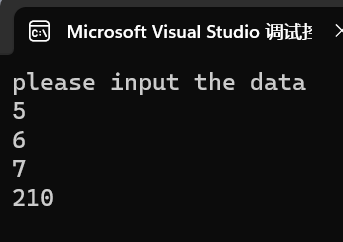 Microsoft Visual Studio 调试
please input the data
5
6
7
210